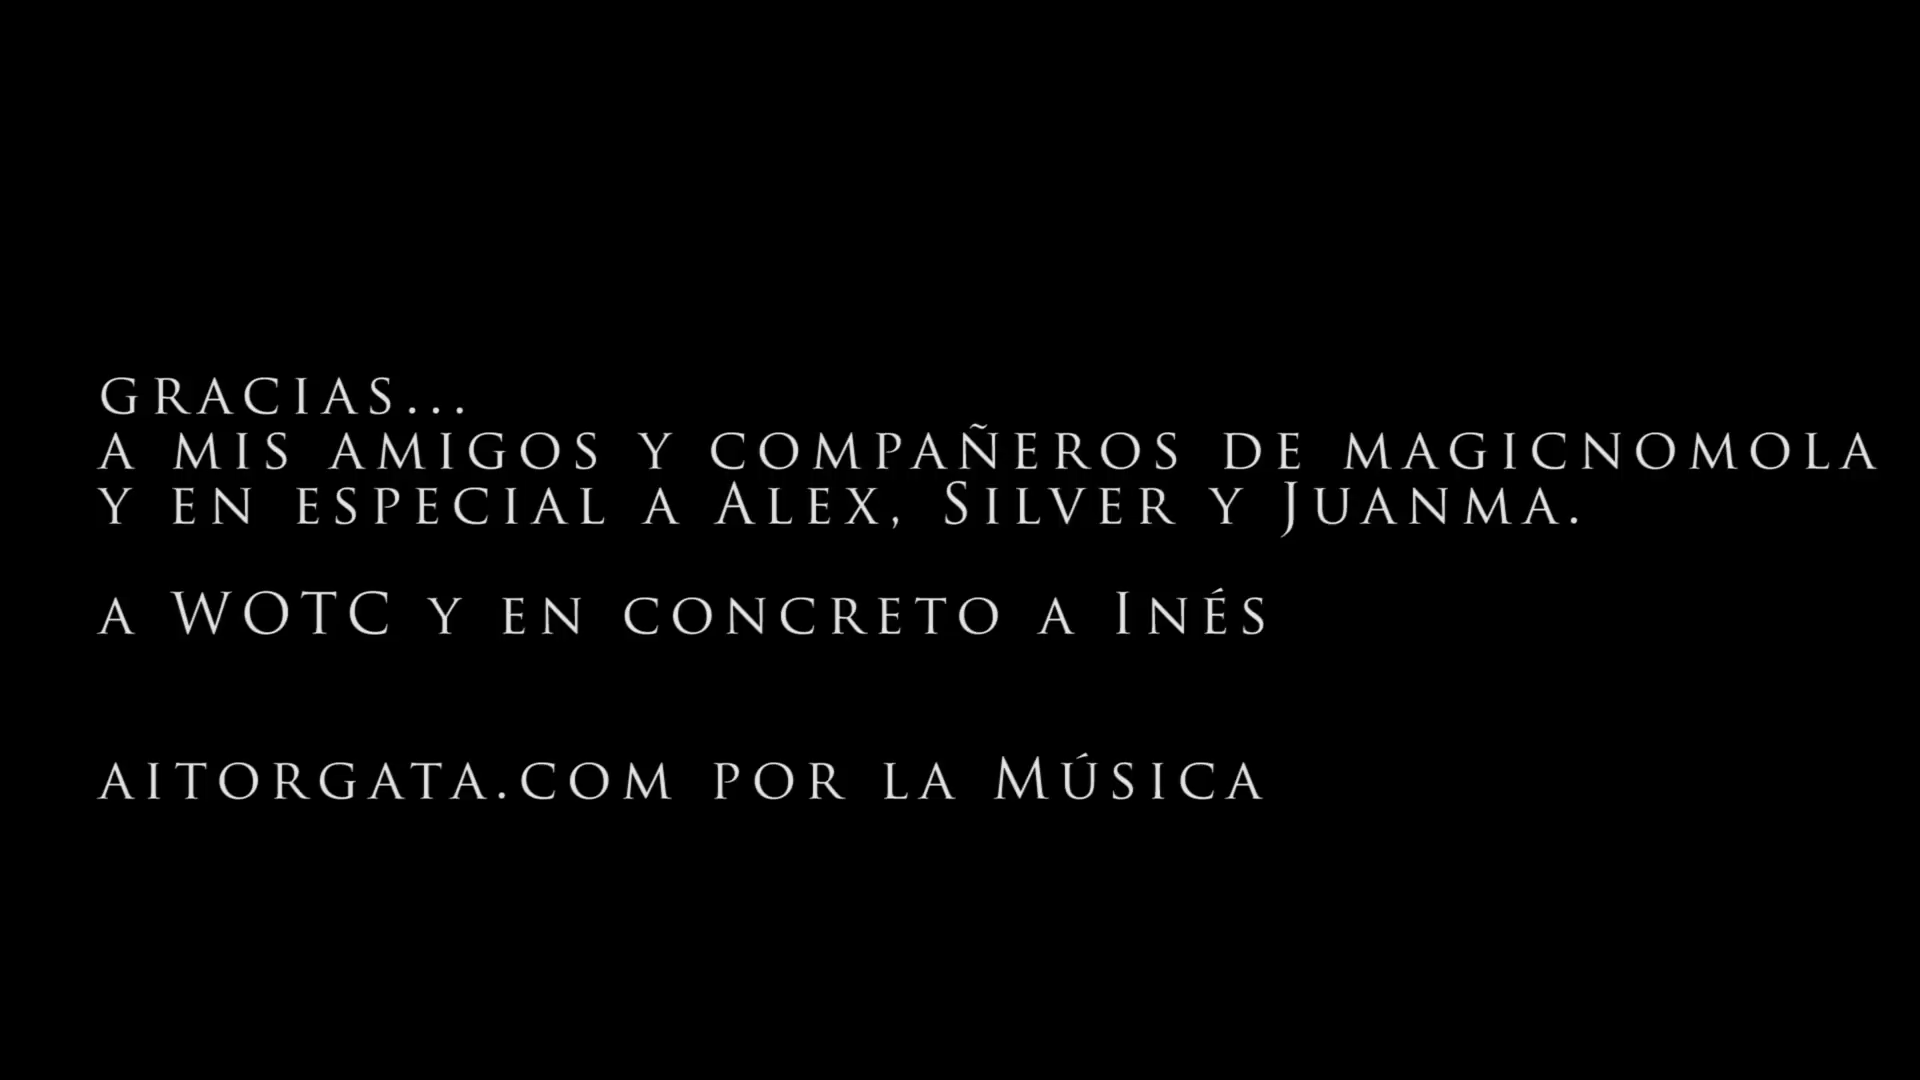 gracias...
a mis amigos y compañeros de magicnomola
y en especial a Alex, Silver y Juanma.
a WOTC y en concreto a Inés
aitorgata.com por la Música